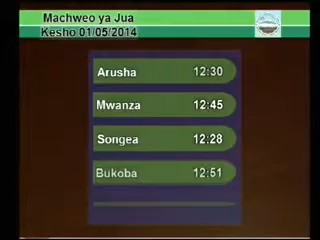 Machweo ya Jua
Kesho 01/05/2014
Arusha 12:30
Mwanza 12:45
Songea 12:28
Bukoba 12:51